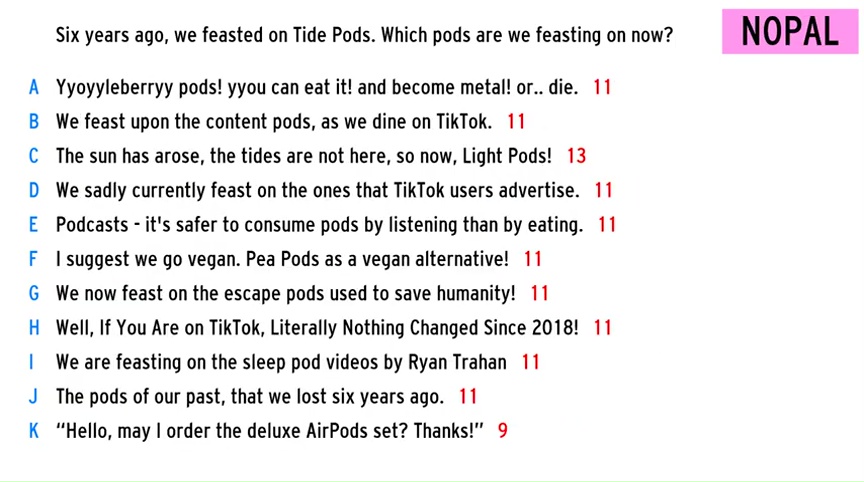 Six years ago, we feasted on Tide Pods. Which pods are we feasting on now?
NOPAL
A Yyoyyleberryy pods! yyou can eat it! and become metal! or.. die. 11
B We feast upon the content pods, as we dine on TikTok. 11
C The sun has arose, the tides are not here, so now, Light Pods! 13
D We sadly currently feast on the ones that TikTok users advertise. 11
E Podcasts - it's safer to consume pods by listening than by eating. 11
F I suggest we go vegan. Pea Pods as a vegan alternative! 11
G We now feast on the escape pods used to save humanity! 11
H Well, If You Are on TikTok, Literally Nothing Changed Since 2018! 11
I We are feasting on the sleep pod videos by Ryan Trahan 11
J The pods of our past, that we lost six years ago. 11
K “Hello, may I order the deluxe AirPods set? Thanks!” 9